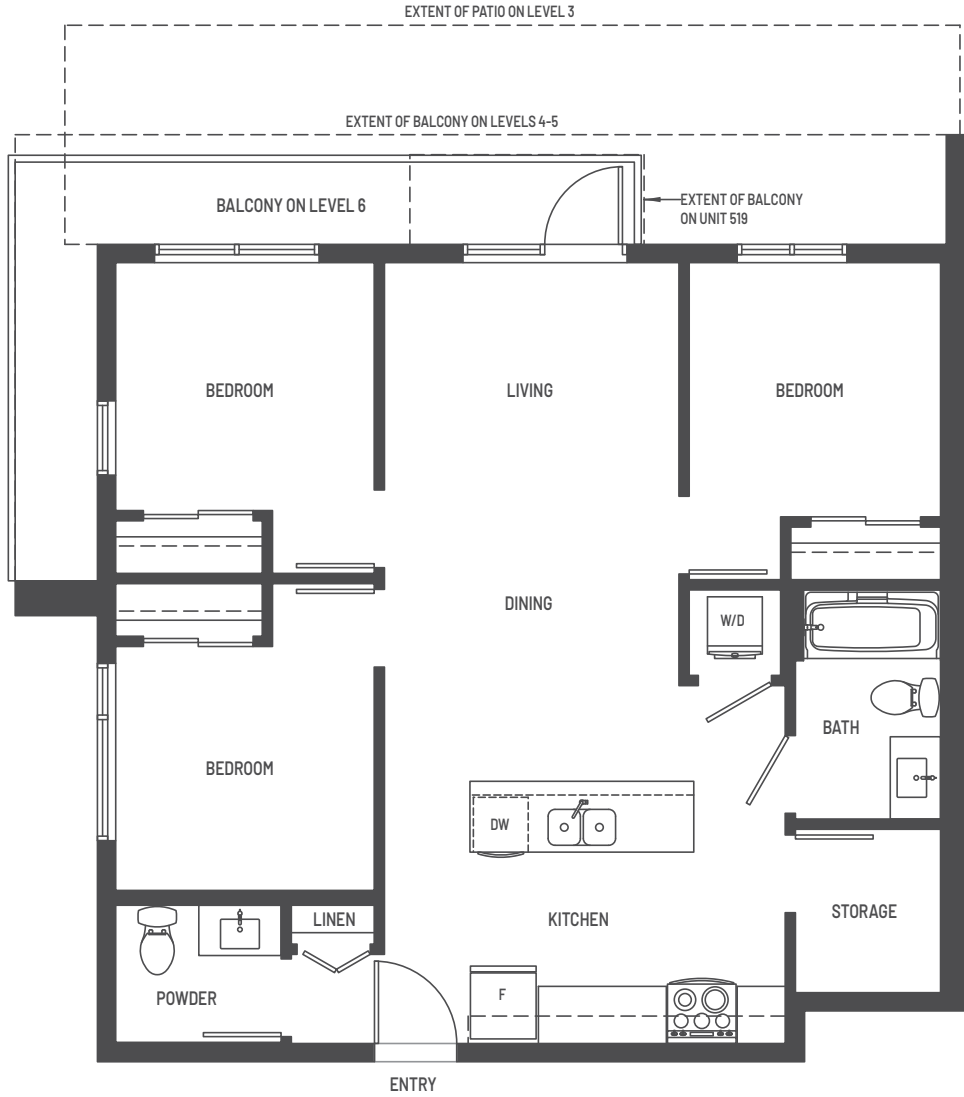 EXTENT OF PATIO ON LEVEL 3
EXTENT OF BALCONY ON LEVELS 4-5
BALCONY ON LEVEL 6
EXTENT OF BALCONY
ON UNIT 519
BEDROOM
LIVING
BEDROOM
DINING
W/D
BATH
BEDROOM
DW
LINEN
KITCHEN
STORAGE
POWDER
F
ENTRY